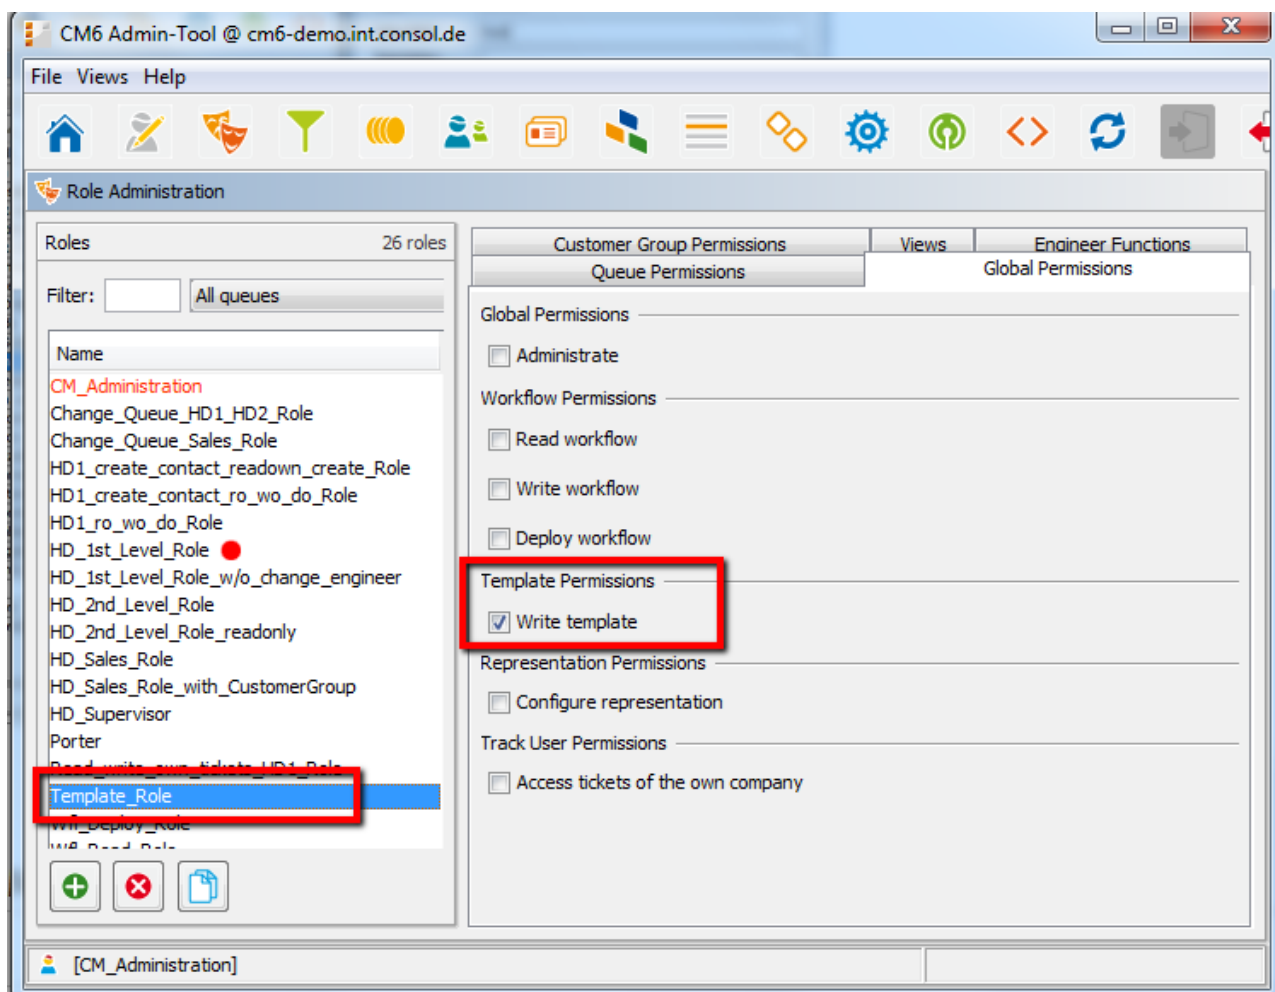 CM6 Admin-Tool @ cm6-demo.int.consol.de
File Views Help
Role Administration
Roles 26 roles
Filter: All queues
Name
CM_Administration
Change_Queue_HD1_HD2_Role
Change_Queue_Sales_Role
HD1_create_contact_readown_create_Role
HD1_create_contact_ro_wo_do_Role
HD1_ro_wo_do_Role
HD_1st_Level_Role
HD_1st_Level_Role_w/o_change_engineer
HD_2nd_Level_Role
HD_2nd_Level_Role_readonly
HD_Sales_Role
HD_Sales_Role_with_CustomerGroup
HD_Supervisor
Porter
Read_write_own_tickets_HD1_Role
Template_Role
Wfl_Deploy_Role
Wfl_Read_Role
Customer Group Permissions Views Engineer Functions
Queue Permissions Global Permissions
Global Permissions
Administrate
Workflow Permissions
Read workflow
Write workflow
Deploy workflow
Template Permissions
Write template
Representation Permissions
Configure representation
Track User Permissions
Access tickets of the own company
[CM_Administration]